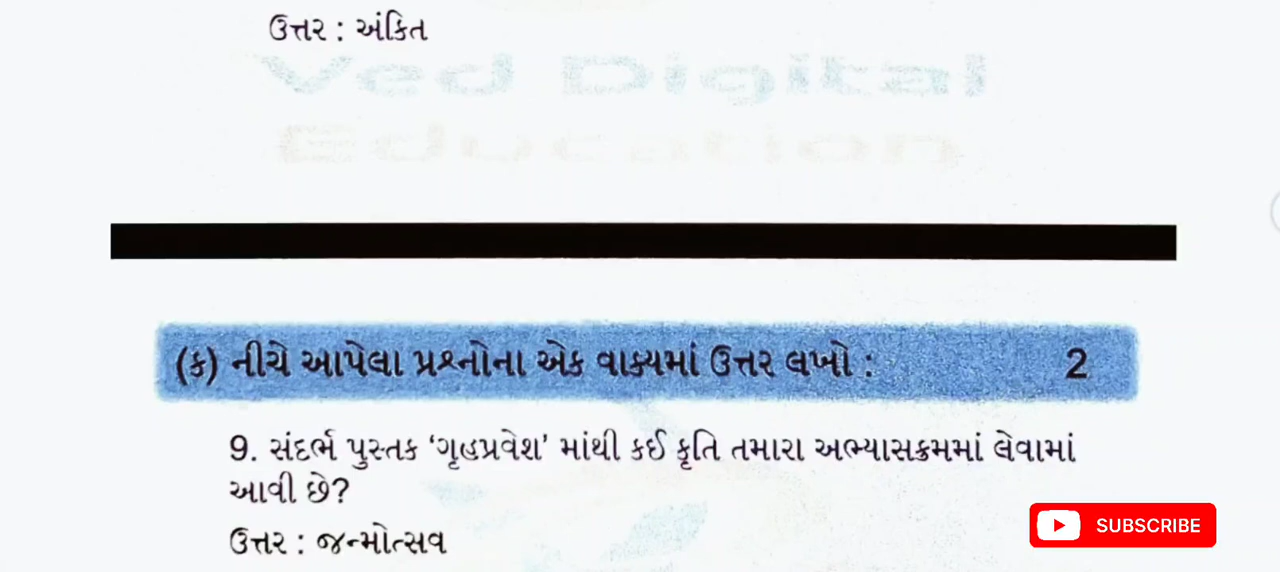 ઉત્તર : અંકિત
Ved Digital
Education
(ક) નીચે આપેલા પ્રશ્નોના એક વાક્યમાં ઉત્તર લખો : 2
9. સંદર્ભ પુસ્તક ‘ગૃહપ્રવેશ’ માંથી કઈ કૃતિ તમારા અભ્યાસક્રમમાં લેવામાં
આવી છે?
ઉત્તર : જન્મોત્સવ
SUBSCRIBE